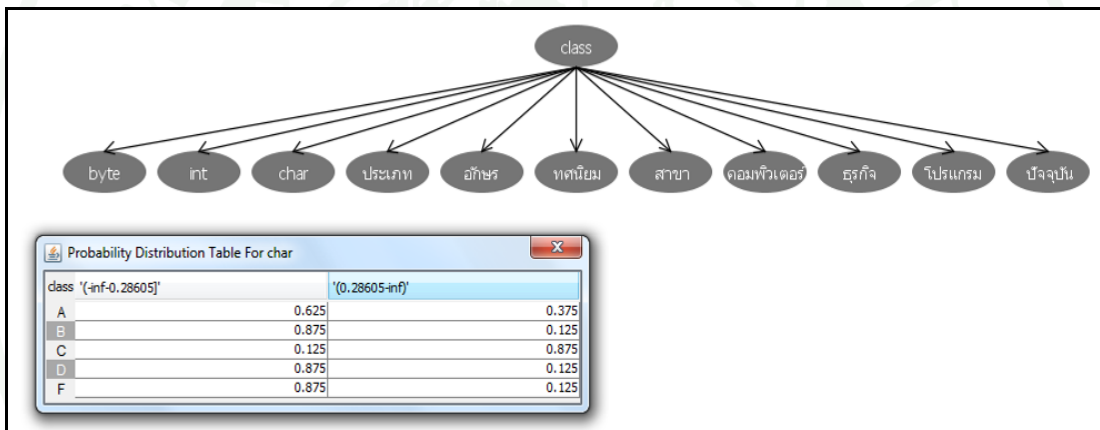 class
byte int char ประเภท อักษร ทศนิยม สาขา คอมพิวเตอร์ ธุรกิจ โปรแกรม ปัจจุบัน
Probability Distribution Table For char
class '(-inf-0.28605]' '(0.28605-inf)'
A 0.625 0.375
B 0.875 0.125
C 0.125 0.875
D 0.875 0.125
F 0.875 0.125